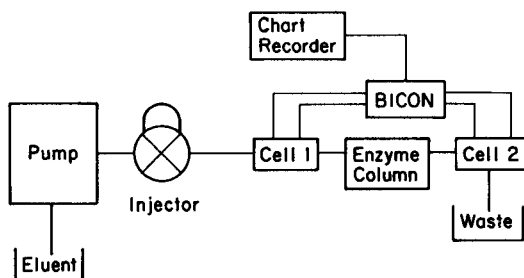 Chart
Recorder
BICON
Pump
Cell 1
Enzyme
Column
Cell 2
Injector
Eluent
Waste